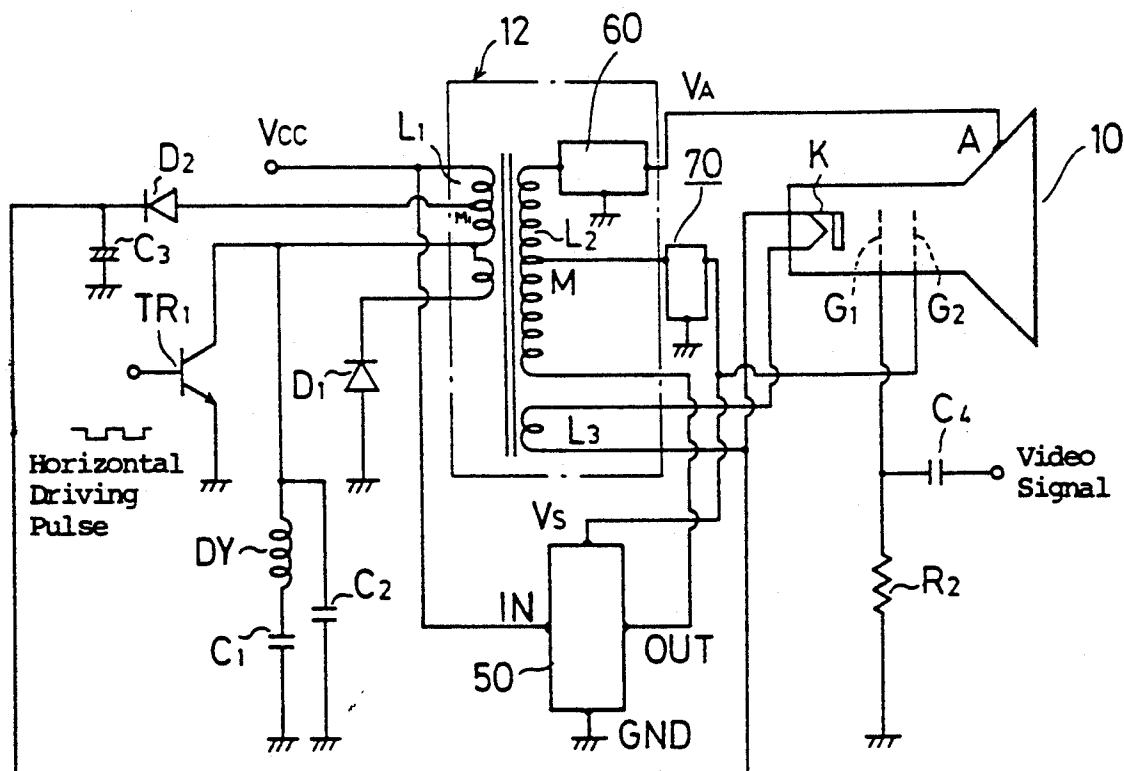 12
60
VA
VCC
L1
A
10
D2
K
70
M1
L2
C3
M
G1
G2
TR1
D1
L3
C4
Horizontal
Driving
Pulse
Video
Signal
VS
DY
C2
R2
IN
C1
OUT
50
GND